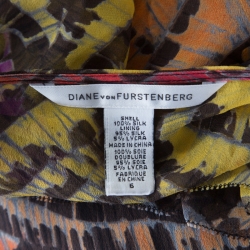 DIANE VON FURSTENBERG
SHELL
100% SILK
LINING
95% SILK
5% LYCRA
MADE IN CHINA
100% SOIE
DOUBLURE
95% SOIE
5% LYCRA
FABRIQUE EN
CHINE
6